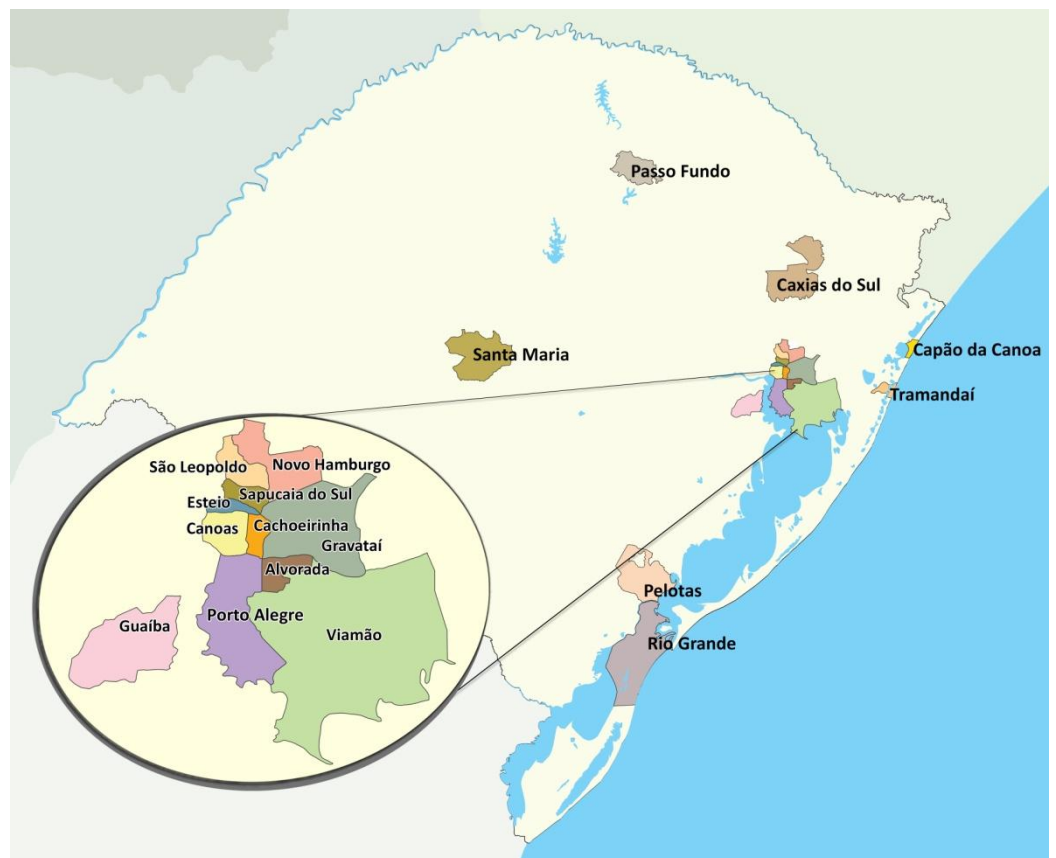 Passo Fundo
Caxias do Sul
Santa Maria
Capão da Canoa
Tramandaí
São Leopoldo
Novo Hamburgo
Sapucaia do Sul
Esteio
Canoas
Cachoeirinha
Gravataí
Alvorada
Pelotas
Porto Alegre
Guaíba
Viamão
Rio Grande